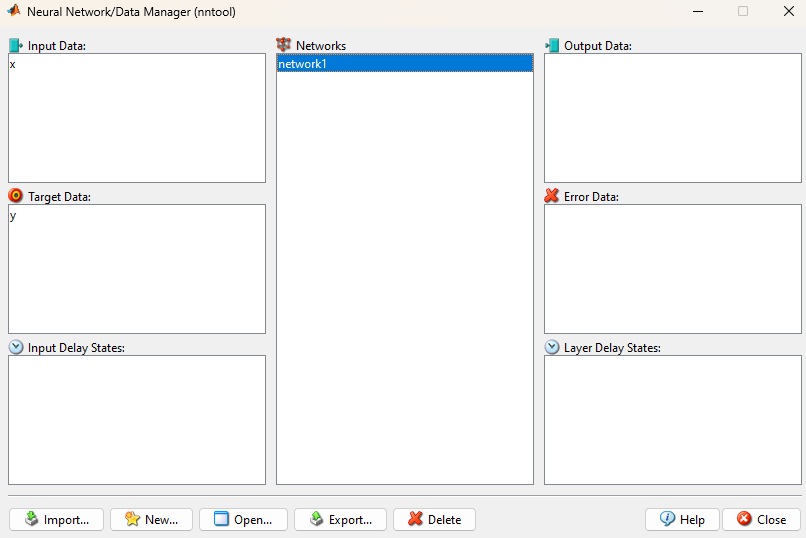 Neural Network/Data Manager (nntool)
Input Data:
x
Networks
network1
Output Data:
Target Data:
y
Error Data:
Input Delay States:
Layer Delay States:
Import...
New...
Open...
Export...
Delete
Help
Close